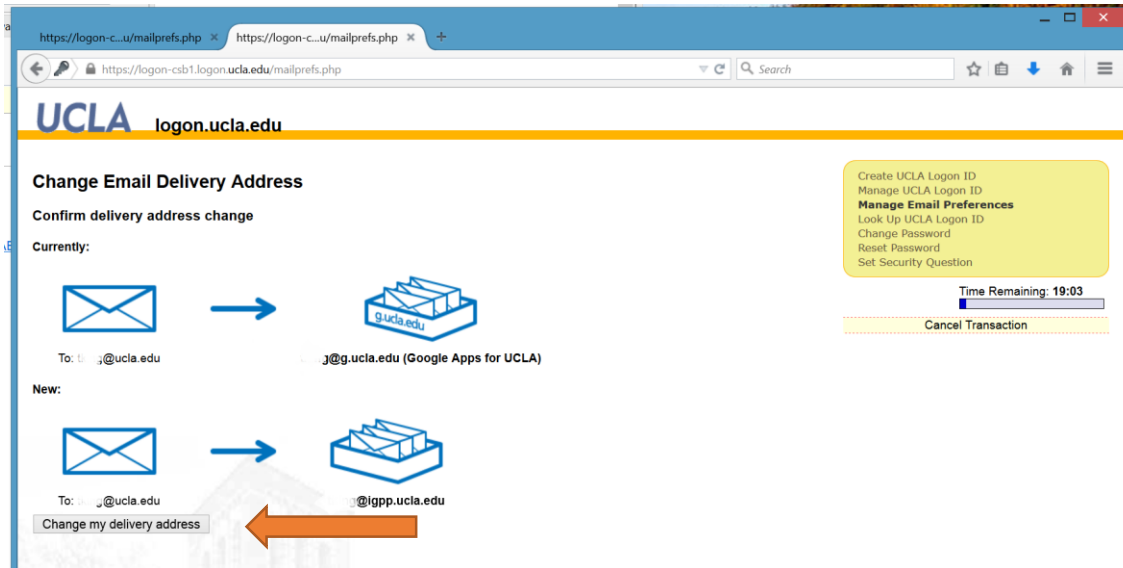 https://logon-c...u/mailprefs.php × https://logon-c...u/mailprefs.php × +
https://logon-csb1.logon.ucla.edu/mailprefs.php Search
UCLA logon.ucla.edu
Change Email Delivery Address
Confirm delivery address change
Currently:
g.ucla.edu
To: g@ucla.edu g@g.ucla.edu (Google Apps for UCLA)
New:
To: g@ucla.edu g@igpp.ucla.edu
Change my delivery address
Create UCLA Logon ID
Manage UCLA Logon ID
Manage Email Preferences
Look Up UCLA Logon ID
Change Password
Reset Password
Set Security Question
Time Remaining: 19:03
Cancel Transaction